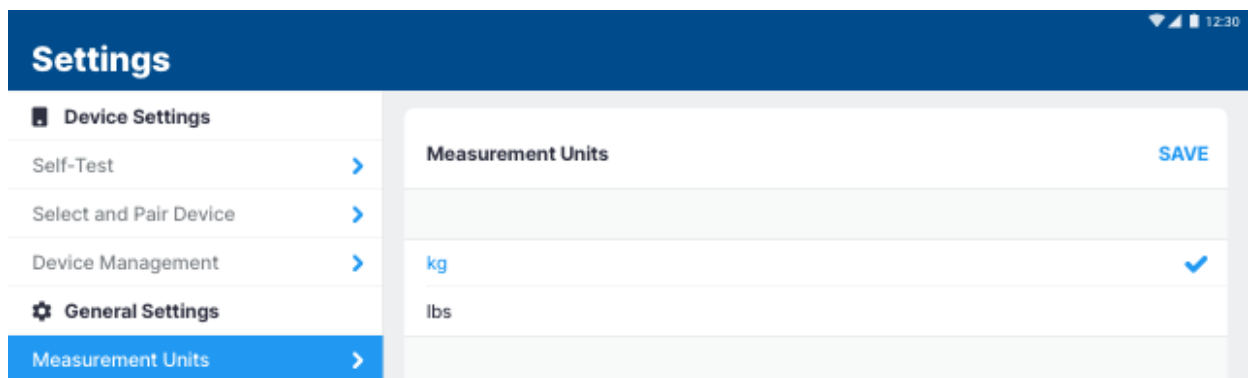 12:30
Settings
Device Settings
Self-Test
Select and Pair Device
Device Management
General Settings
Measurement Units
Measurement Units SAVE
kg
lbs